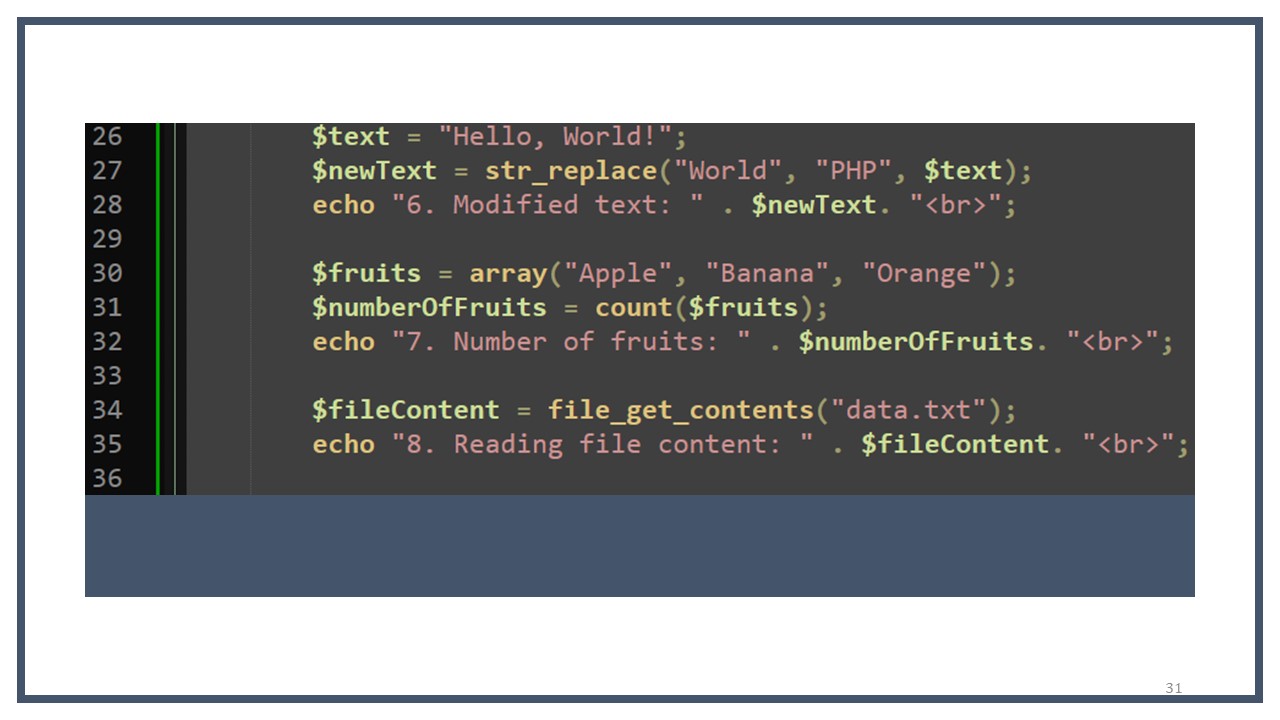 26 $text = "Hello, World!";
27 $newText = str_replace("World", "PHP", $text);
28 echo "6. Modified text: " . $newText. "<br>";
29
30 $fruits = array("Apple", "Banana", "Orange");
31 $numberOfFruits = count($fruits);
32 echo "7. Number of fruits: " . $numberOfFruits. "<br>";
33
34 $fileContent = file_get_contents("data.txt");
35 echo "8. Reading file content: " . $fileContent. "<br>";
36
31